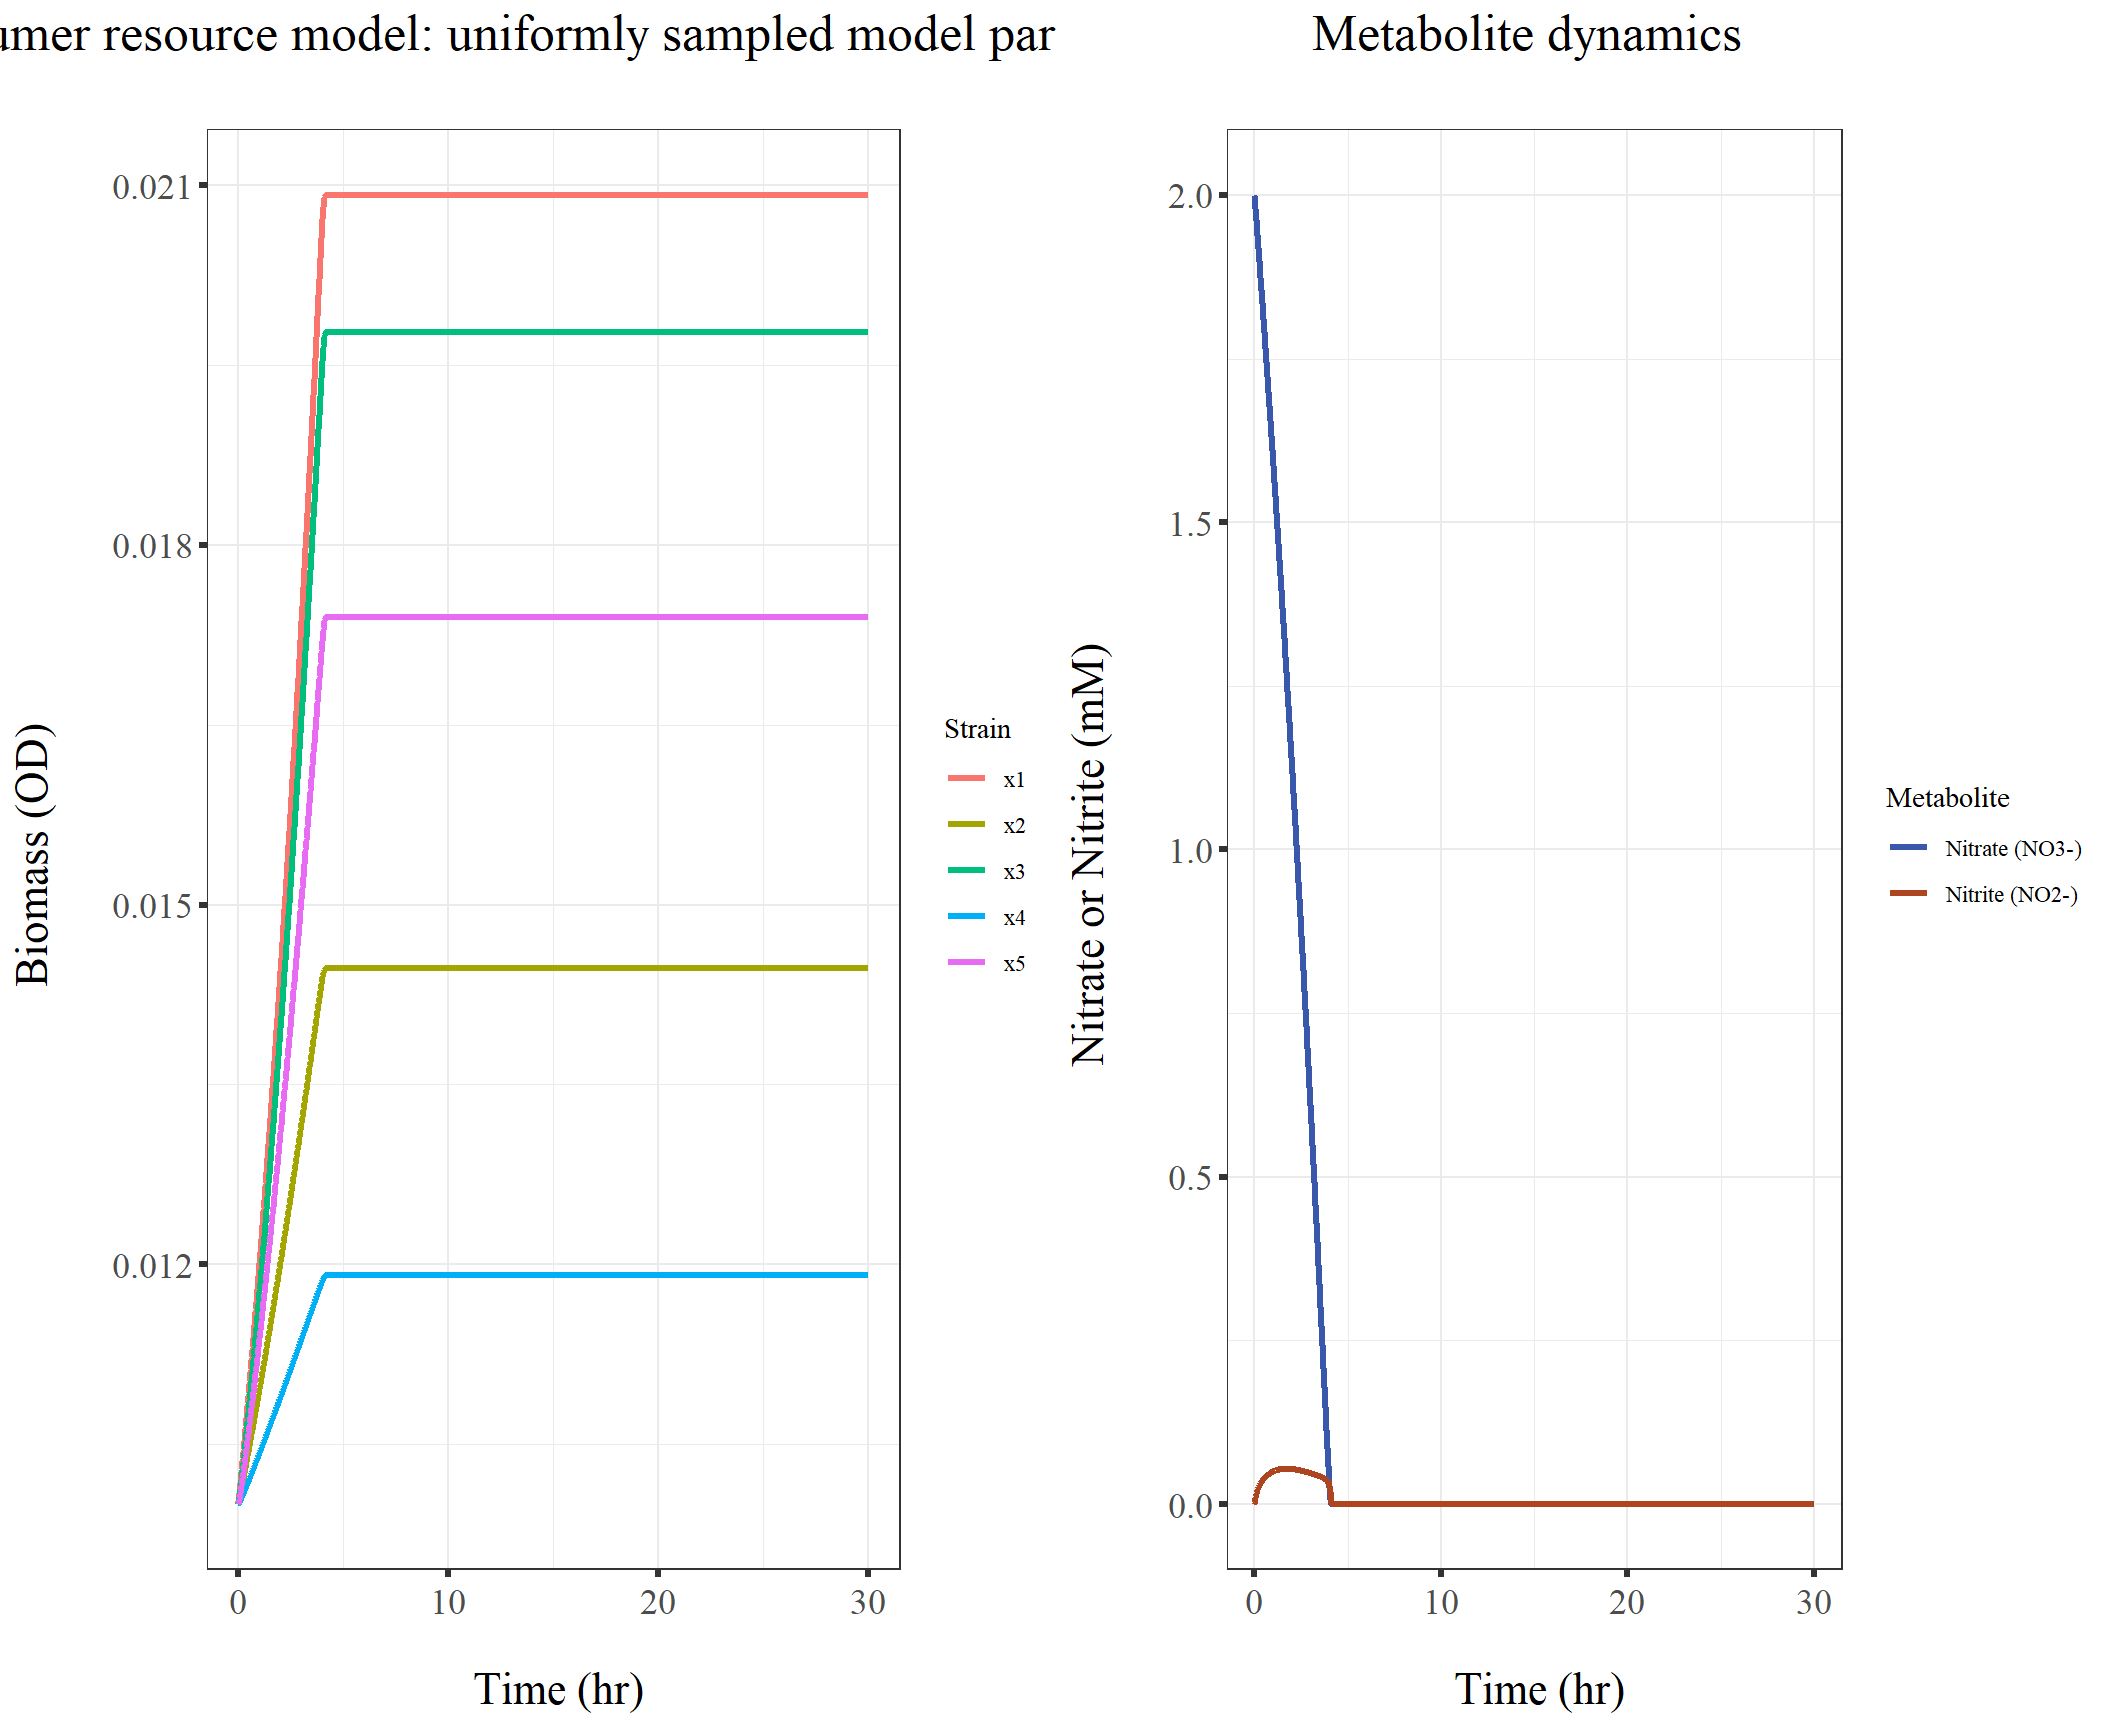 umer resource model: uniformly sampled model par
Biomass (OD)
0.021
0.018
0.015
0.012
0 10 20 30
Time (hr)
Strain
x1
x2
x3
x4
x5
Metabolite dynamics
Nitrate or Nitrite (mM)
2.0
1.5
1.0
0.5
0.0
0 10 20 30
Time (hr)
Metabolite
Nitrate (NO3-)
Nitrite (NO2-)